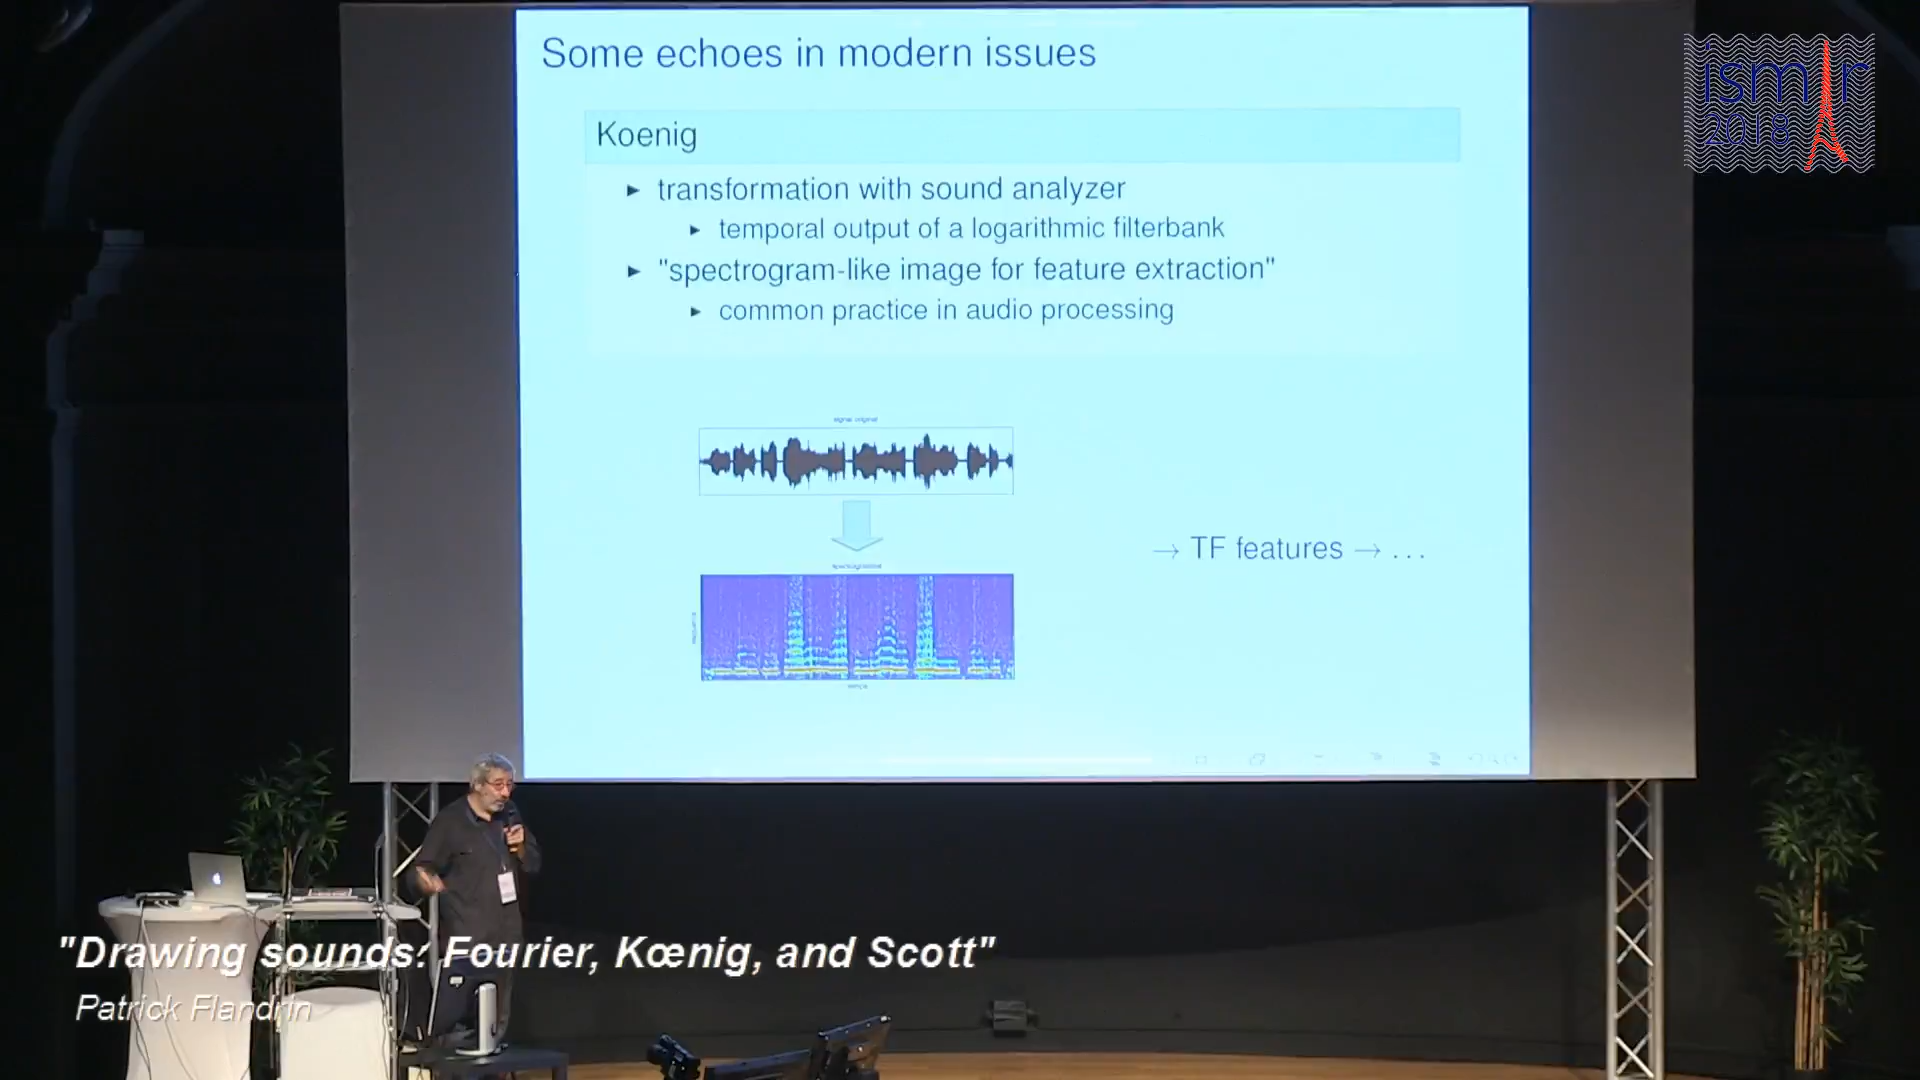 Some echoes in modern issues
ismir
2018
Koenig
transformation with sound analyzer
temporal output of a logarithmic filterbank
"spectrogram-like image for feature extraction"
common practice in audio processing
signal original
→ TF features → ...
"Drawing sounds: Fourier, Kœnig, and Scott"
Patrick Flandrin